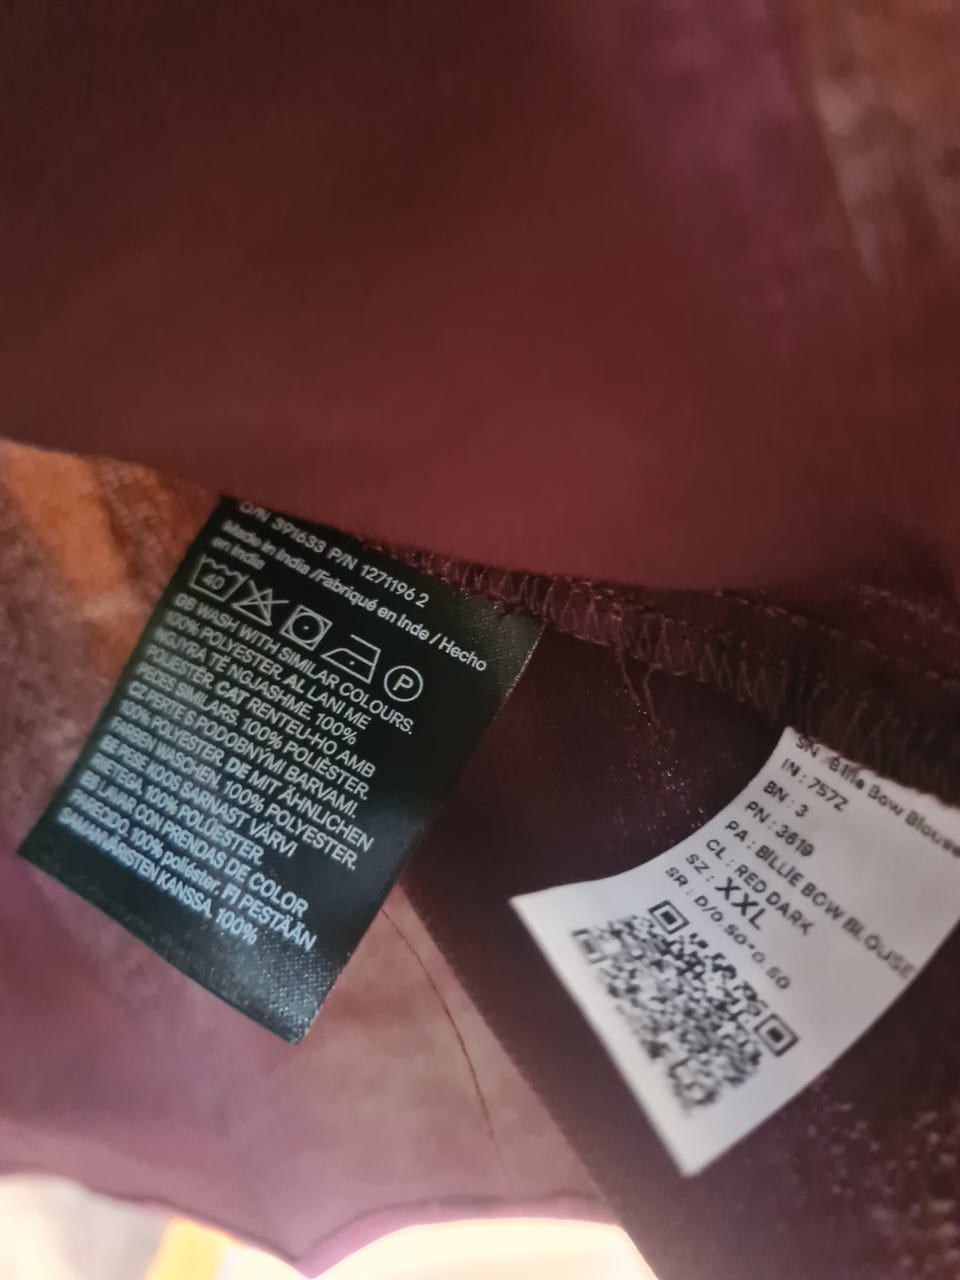 O/N 391633 P/N 1271196 2
Made in India /Fabriqué en Inde / Hecho
en India
40 P
GB WASH WITH SIMILAR COLOURS.
100% POLYESTER. AL LANI ME
NGJYRA TË NGJASHME. 100%
POLIESTER. CAT RENTEU-HO AMB
PECES SIMILARS. 100% POLIÈSTER.
CZ PERTE S PODOBNÝMI BARVAMI.
100% POLYESTER. DE MIT ÄHNLICHEN
FARBEN WASCHEN. 100% POLYESTER.
EE PESE KOOS SARNAST VÄRVI
RIIETEGA. 100% POLÜESTER.
ES LAVAR CON PRENDAS DE COLOR
PARECIDO. 100% poliéster. FI PESTÄÄN
SAMANVÄRISTEN KANSSA. 100%
SN : Billie Bow Blouse
IN : 7572
BN : 3
PN : 3619
PA : BILLIE BOW BLOUSE
CL : RED DARK
SZ : XXL
SR : D/0.50*0.50